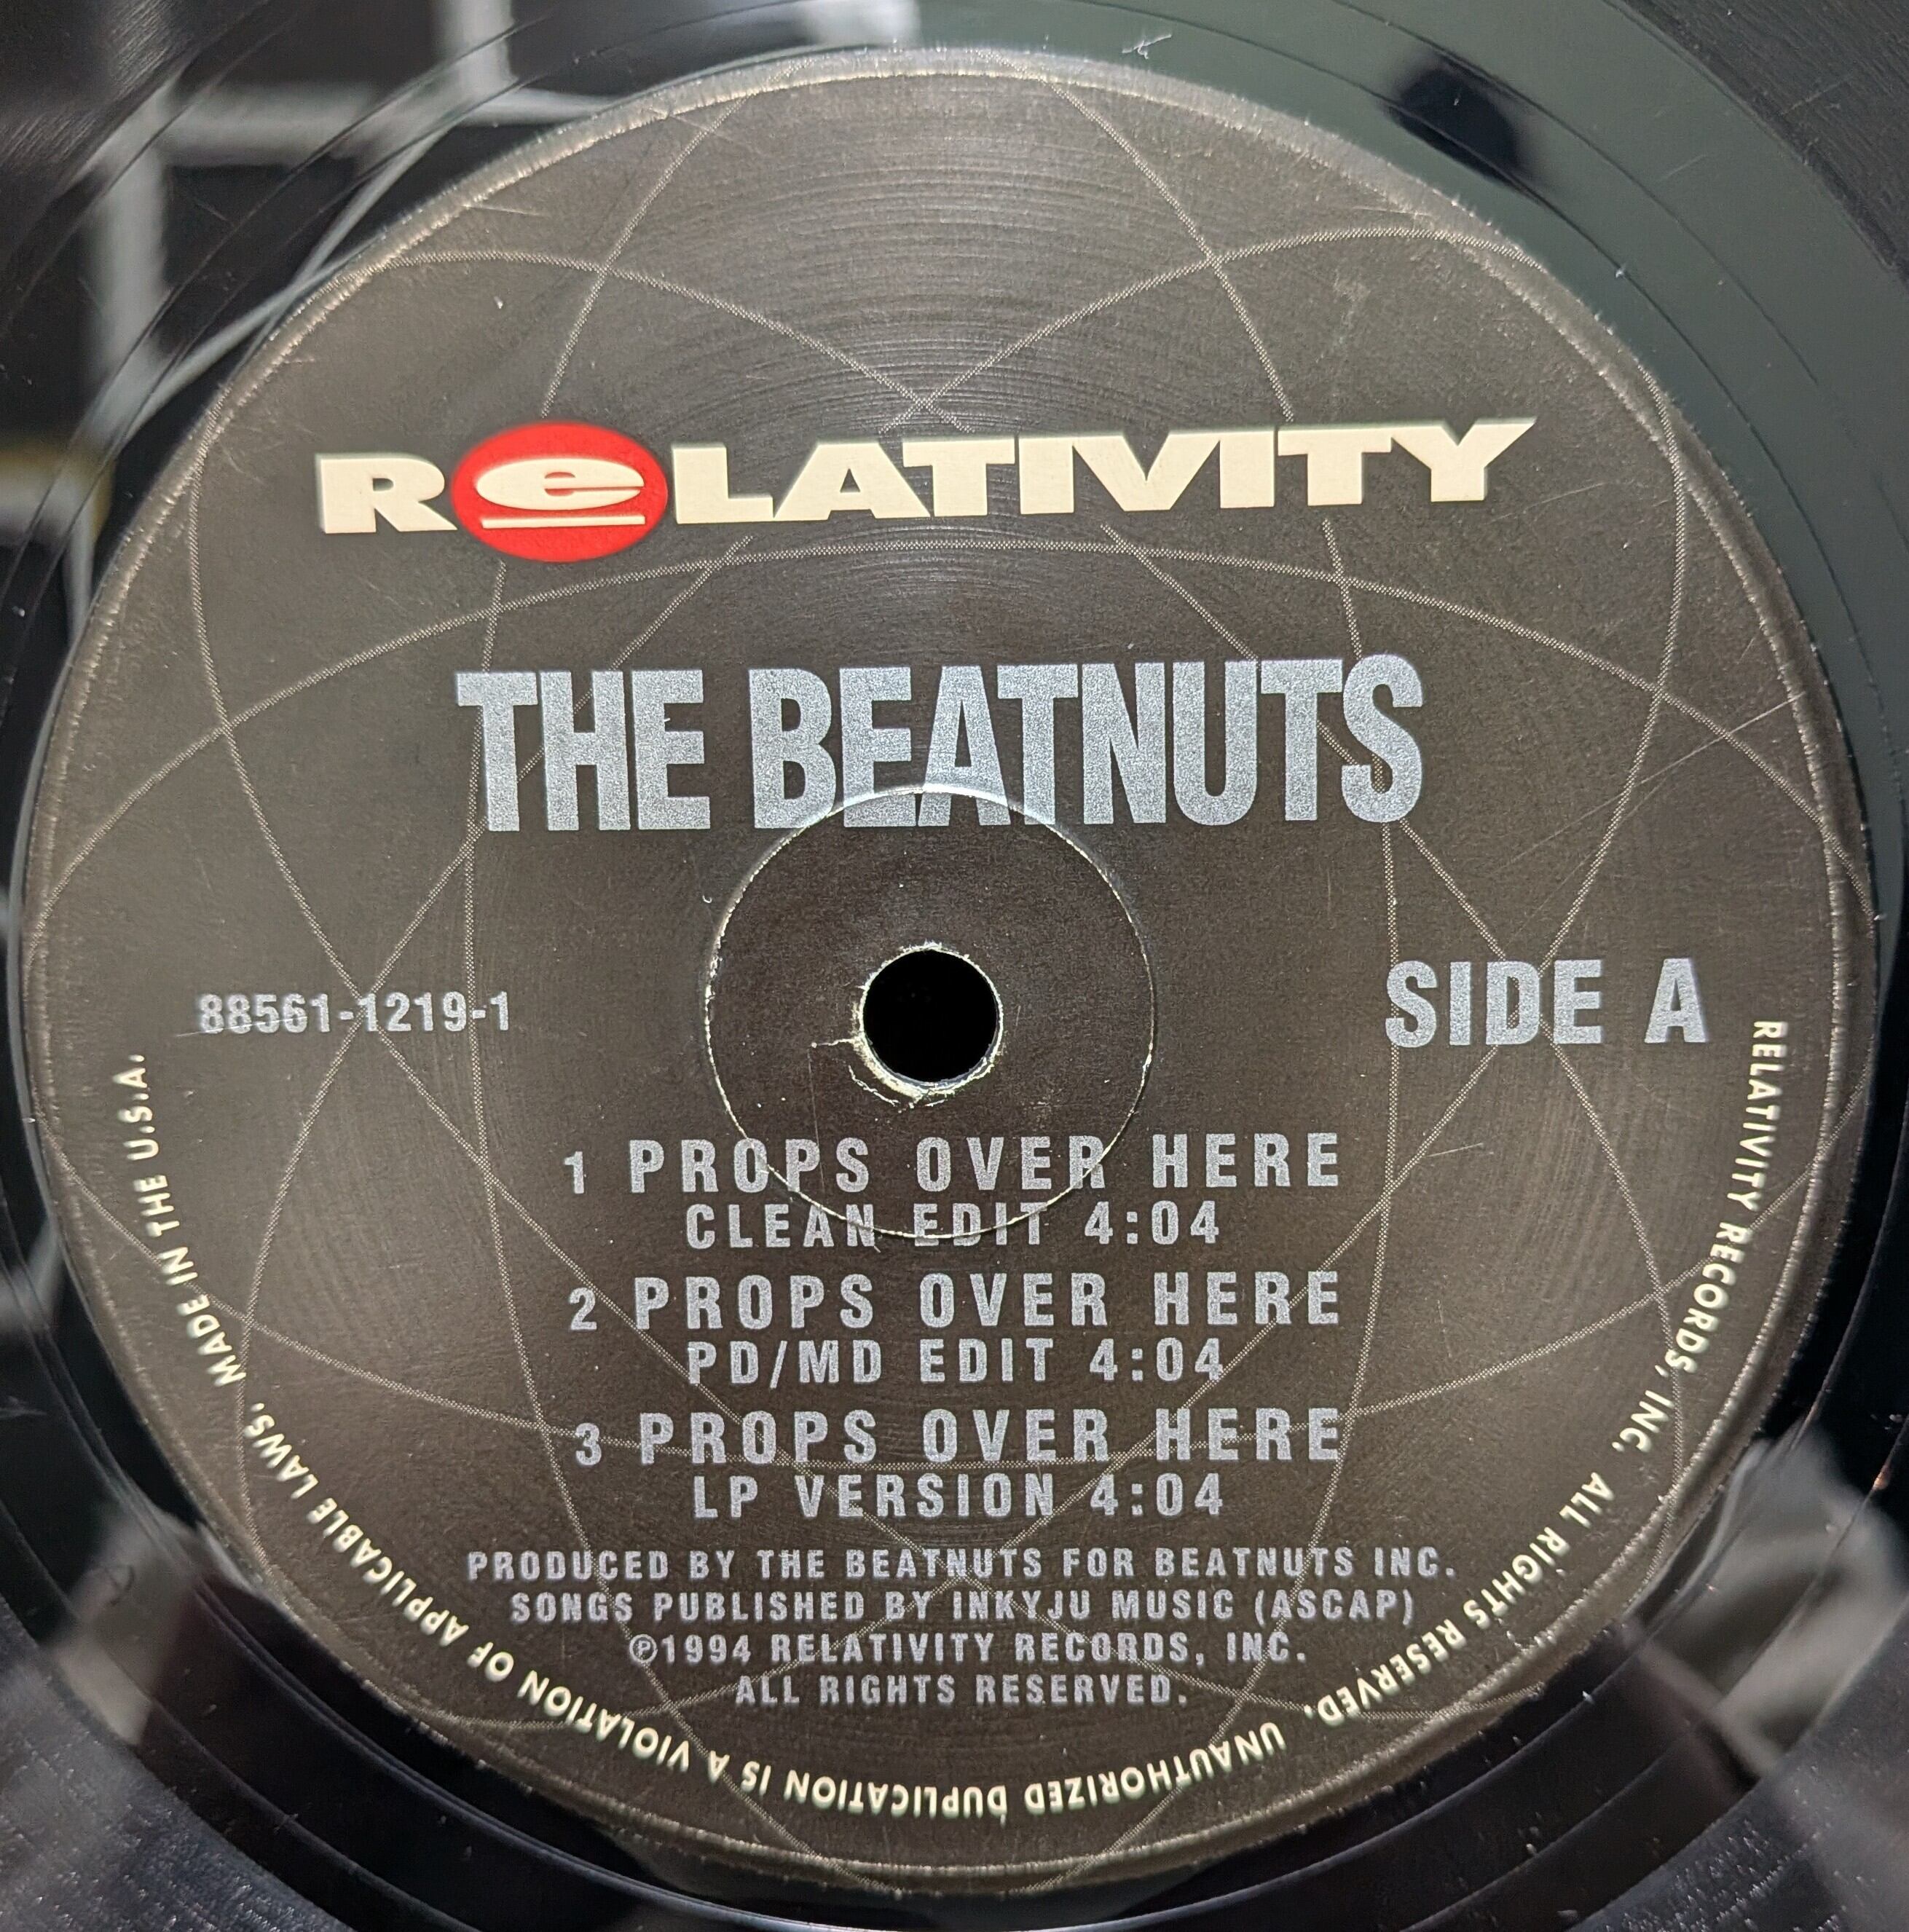 ReLATIVITY
THE BEATNUTS
88561-1219-1
SIDE A
1 PROPS OVER HERE
CLEAN EDIT 4:04
2 PROPS OVER HERE
PD/MD EDIT 4:04
3 PROPS OVER HERE
LP VERSION 4:04
PRODUCED BY THE BEATNUTS FOR BEATNUTS INC.
SONGS PUBLISHED BY INKYJU MUSIC (ASCAP)
℗1994 RELATIVITY RECORDS, INC.
ALL RIGHTS RESERVED.
RELATIVITY RECORDS, INC. ALL RIGHTS RESERVED. UNAUTHORIZED DUPLICATION IS A VIOLATION OF APPLICABLE LAWS. MADE IN THE U.S.A.